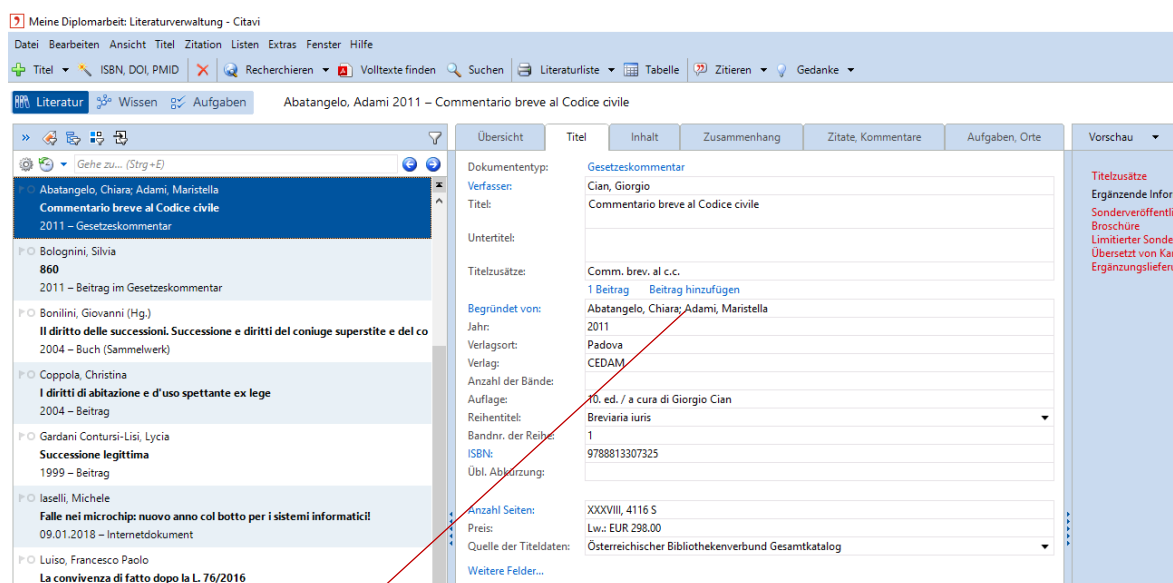 Meine Diplomarbeit: Literaturverwaltung - Citavi
Datei Bearbeiten Ansicht Titel Zitation Listen Extras Fenster Hilfe
Titel ISBN, DOI, PMID Recherchieren Volltexte finden Suchen Literaturliste Tabelle Zitieren Gedanke
Literatur Wissen Aufgaben Abatangelo, Adami 2011 – Commentario breve al Codice civile
Übersicht Titel Inhalt Zusammenhang Zitate, Kommentare Aufgaben, Orte Vorschau
Gehe zu... (Strg+E)
Abatangelo, Chiara; Adami, Maristella
Commentario breve al Codice civile
2011 – Gesetzeskommentar
Bolognini, Silvia
860
2011 – Beitrag im Gesetzeskommentar
Bonilini, Giovanni (Hg.)
Il diritto delle successioni. Successione e diritti del coniuge superstite e del co
2004 – Buch (Sammelwerk)
Coppola, Christina
I diritti di abitazione e d'uso spettante ex lege
2004 – Beitrag
Gardani Contursi-Lisi, Lycia
Successione legittima
1999 – Beitrag
Iaselli, Michele
Falle nei microchip: nuovo anno col botto per i sistemi informatici!
09.01.2018 – Internetdokument
Luiso, Francesco Paolo
La convivenza di fatto dopo la L. 76/2016
Dokumententyp: Gesetzeskommentar
Verfasser: Cian, Giorgio
Titel: Commentario breve al Codice civile
Untertitel:
Titelzusätze: Comm. brev. al c.c.
1 Beitrag Beitrag hinzufügen
Begründet von: Abatangelo, Chiara; Adami, Maristella
Jahr: 2011
Verlagsort: Padova
Verlag: CEDAM
Anzahl der Bände:
Auflage: 10. ed. / a cura di Giorgio Cian
Reihentitel: Breviaria iuris
Bandnr. der Reihe: 1
ISBN: 9788813307325
Übl. Abkürzung:
Anzahl Seiten: XXXVIII, 4116 S
Preis: Lw.: EUR 298.00
Quelle der Titeldaten: Österreichischer Bibliothekenverbund Gesamtkatalog
Weitere Felder...
Titelzusätze
Ergänzende Infor
Sonderveröffentli
Broschüre
Limitierter Sonde
Übersetzt von Ka
Ergänzungslieferu